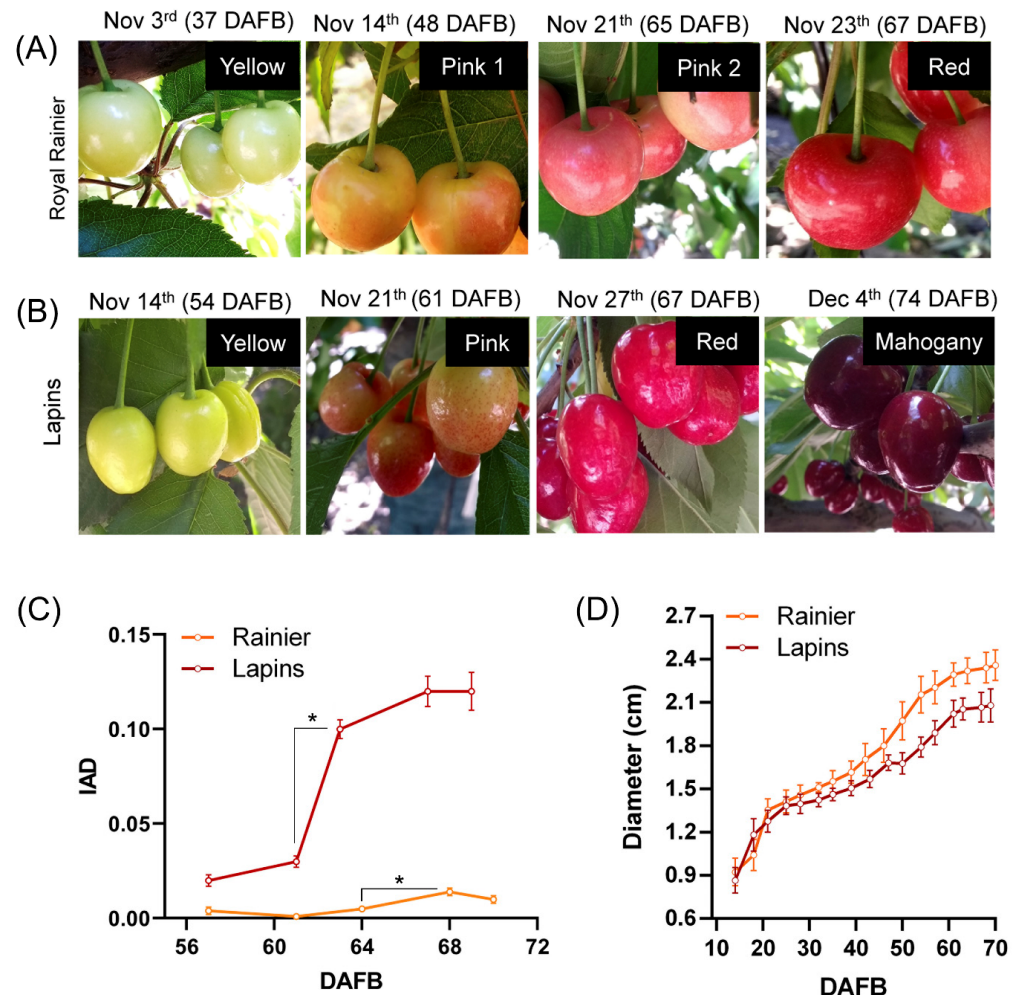 (A)
Nov 3rd (37 DAFB) Nov 14th (48 DAFB) Nov 21th (65 DAFB) Nov 23th (67 DAFB)
Royal Rainier
Yellow Pink 1 Pink 2 Red
(B)
Nov 14th (54 DAFB) Nov 21th (61 DAFB) Nov 27th (67 DAFB) Dec 4th (74 DAFB)
Lapins
Yellow Pink Red Mahogany
(C)
Rainier
Lapins
IAD
0.15
0.10
0.05
0.00
*
*
56 60 64 68 72
DAFB
(D)
Rainier
Lapins
Diameter (cm)
2.7
2.4
2.1
1.8
1.5
1.2
0.9
0.6
10 20 30 40 50 60 70
DAFB